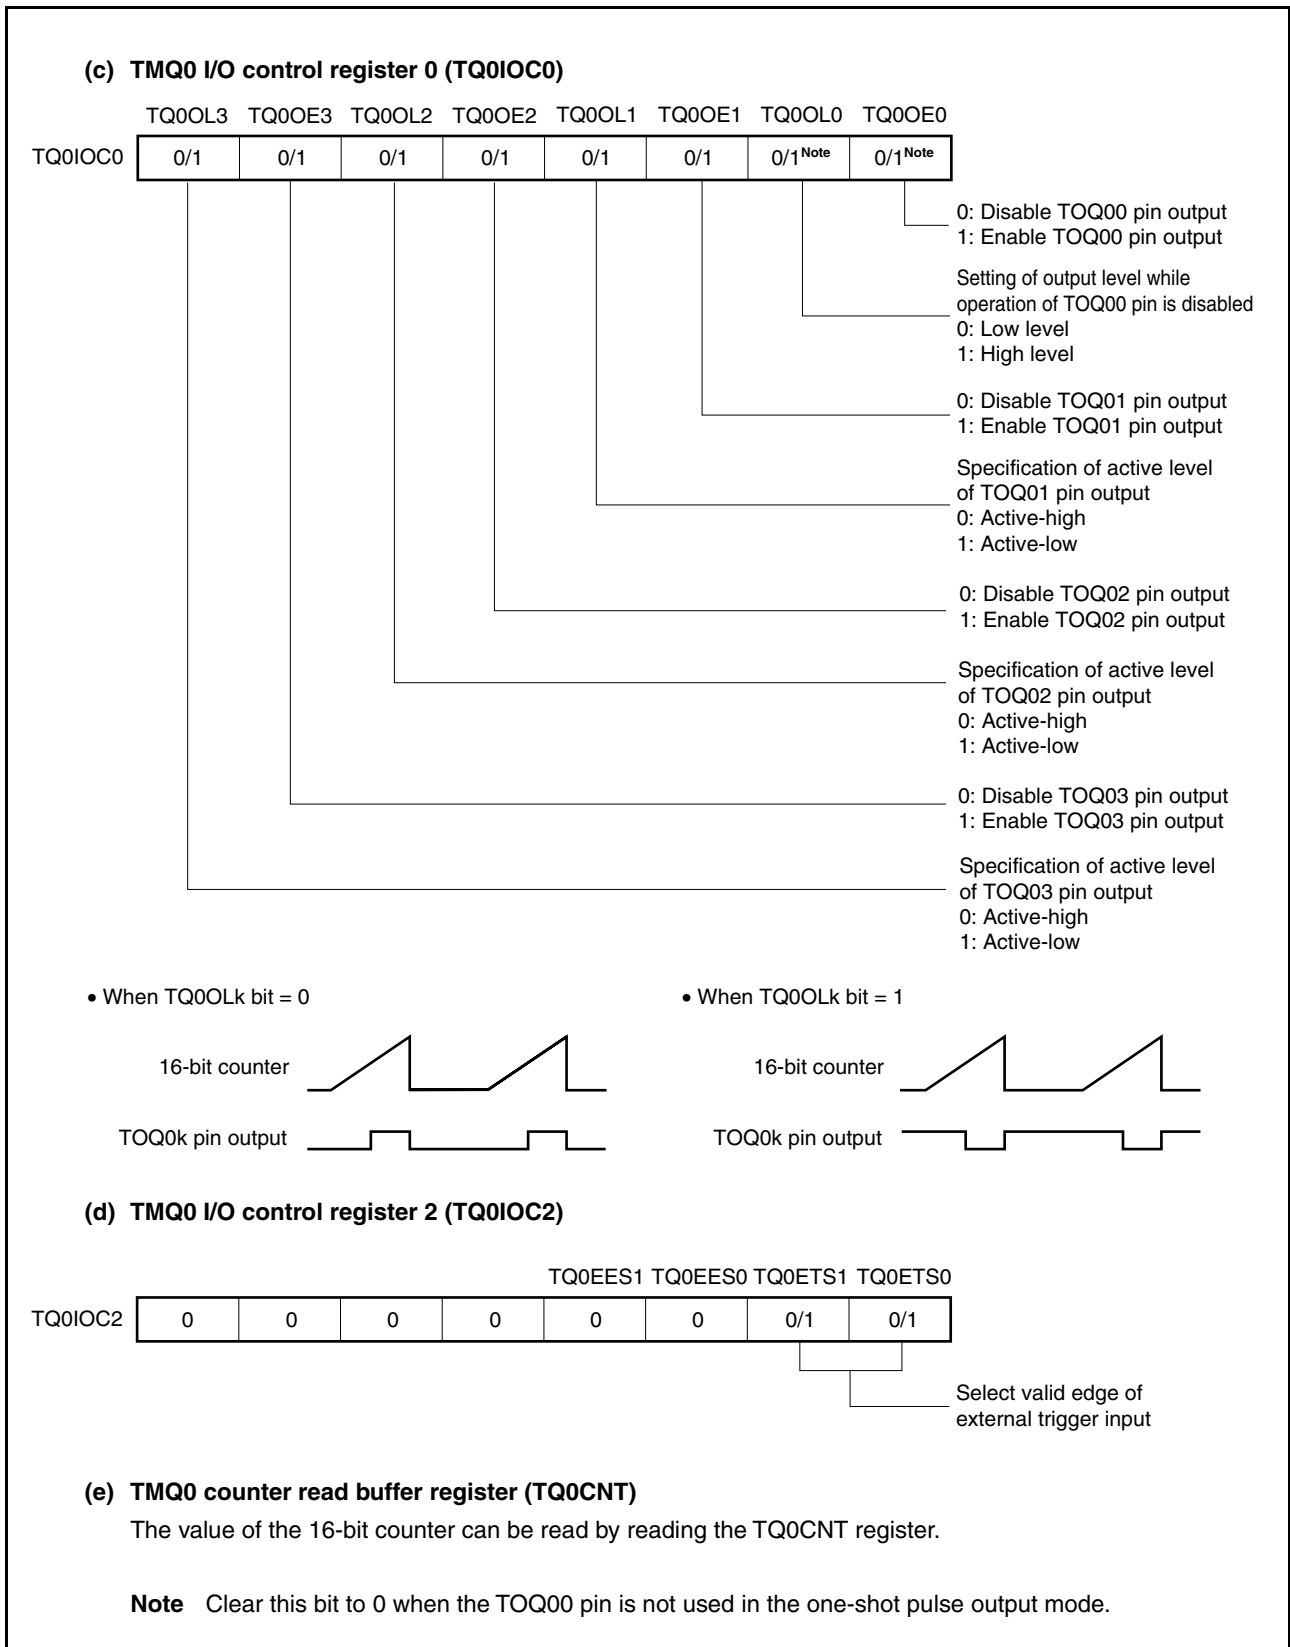 (c) TMQ0 I/O control register 0 (TQ0IOC0)
TQ0OL3 TQ0OE3 TQ0OL2 TQ0OE2 TQ0OL1 TQ0OE1 TQ0OL0 TQ0OE0
TQ0IOC0 0/1 0/1 0/1 0/1 0/1 0/1 0/1Note 0/1Note
0: Disable TOQ00 pin output
1: Enable TOQ00 pin output
Setting of output level while
operation of TOQ00 pin is disabled
0: Low level
1: High level
0: Disable TOQ01 pin output
1: Enable TOQ01 pin output
Specification of active level
of TOQ01 pin output
0: Active-high
1: Active-low
0: Disable TOQ02 pin output
1: Enable TOQ02 pin output
Specification of active level
of TOQ02 pin output
0: Active-high
1: Active-low
0: Disable TOQ03 pin output
1: Enable TOQ03 pin output
Specification of active level
of TOQ03 pin output
0: Active-high
1: Active-low
• When TQ0OLk bit = 0
16-bit counter
TOQ0k pin output
• When TQ0OLk bit = 1
16-bit counter
TOQ0k pin output
(d) TMQ0 I/O control register 2 (TQ0IOC2)
TQ0EES1 TQ0EES0 TQ0ETS1 TQ0ETS0
TQ0IOC2 0 0 0 0 0 0 0/1 0/1
Select valid edge of
external trigger input
(e) TMQ0 counter read buffer register (TQ0CNT)
The value of the 16-bit counter can be read by reading the TQ0CNT register.
Note Clear this bit to 0 when the TOQ00 pin is not used in the one-shot pulse output mode.